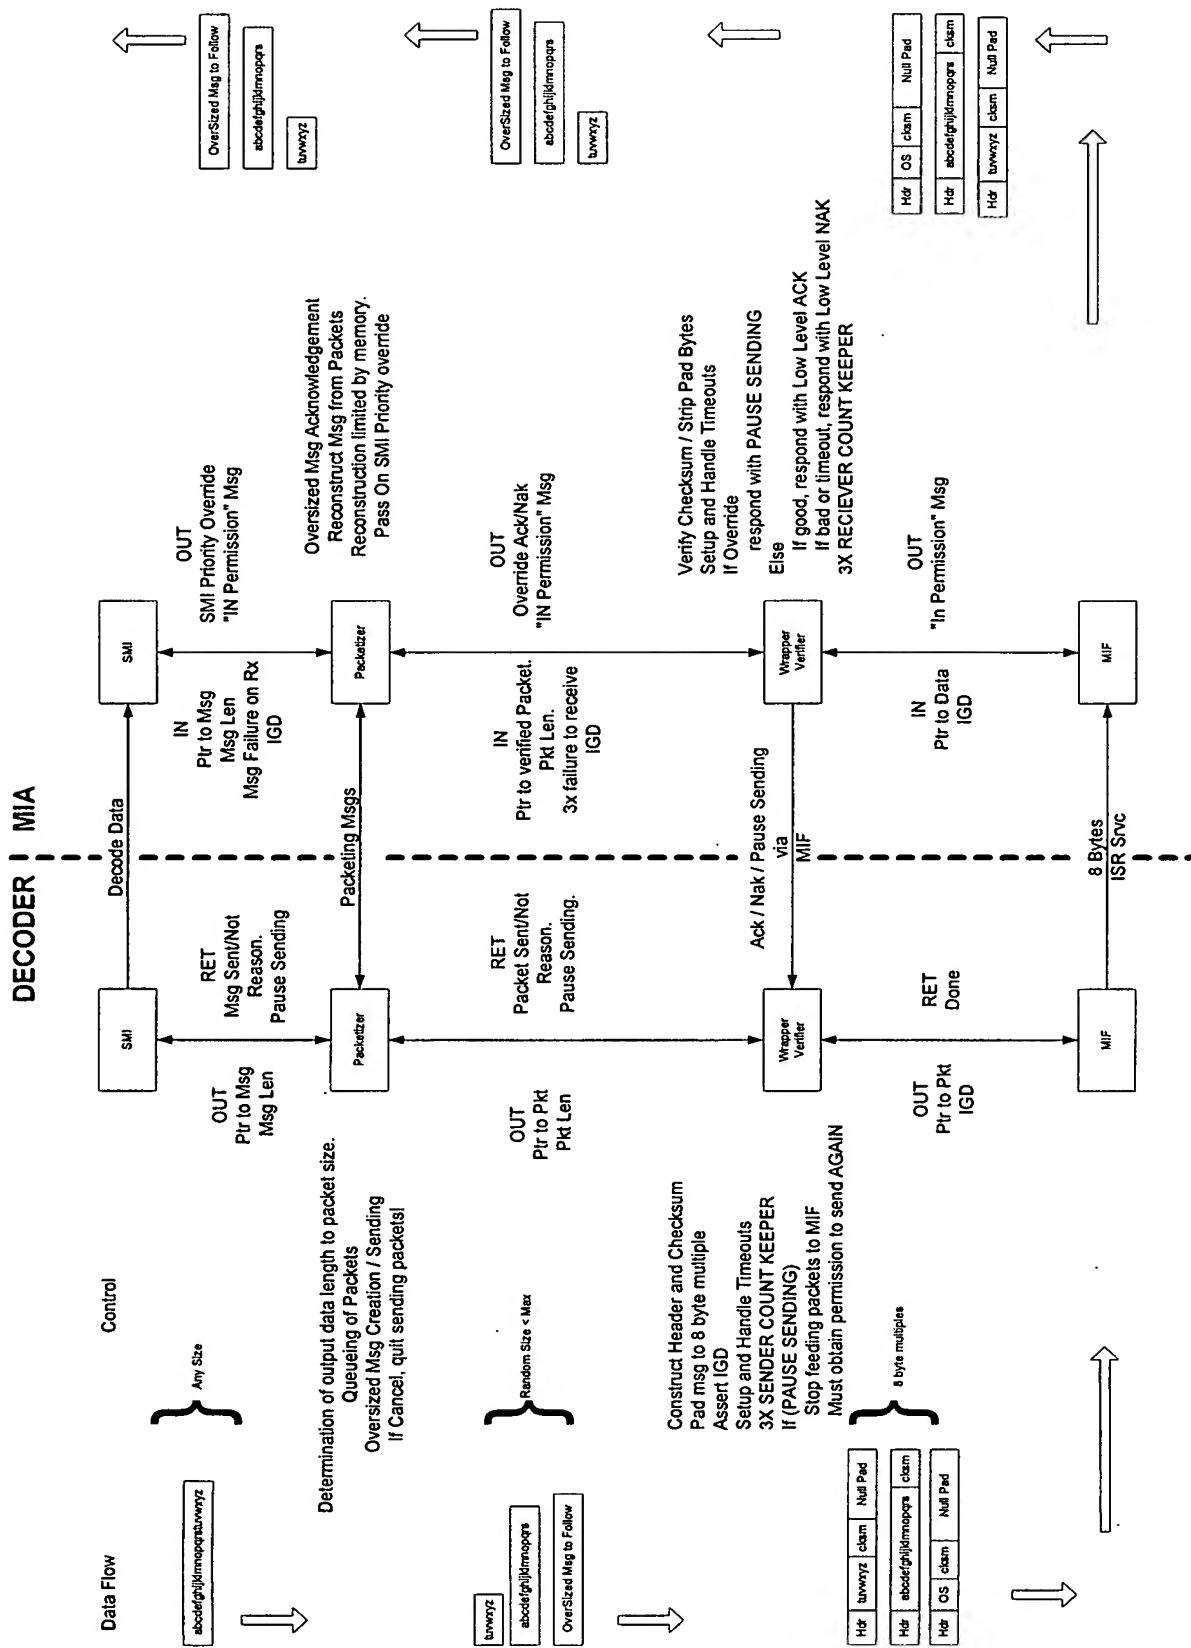 DECODER
MIA
Data Flow
Control
abcdefghijklmnopqrstuvwxyz
Any Size
OUT
Ptr to Msg
Msg Len
SMI
RET
Msg Sent/Not
Reason.
Pause Sending
Decode Data
IN
Ptr to Msg
Msg Len
Msg Failure on Rx
IGD
SMI
OUT
SMI Priority Override
"IN Permission" Msg
OverSized Msg to Follow
abcdefghijklmnopqrs
tuvwxyz
Determination of output data length to packet size.
Queueing of Packets
Oversized Msg Creation / Sending
If Cancel, quit sending packets!
Packetizer
Packeting Msgs
Packetizer
Oversized Msg Acknowledgement
Reconstruct Msg from Packets
Reconstruction limited by memory.
Pass On SMI Priority override
tuvwxyz
abcdefghijklmnopqrs
OverSized Msg to Follow
Random Size < Max
OUT
Ptr to Pkt
Pkt Len
RET
Packet Sent/Not
Reason.
Pause Sending.
IN
Ptr to verified Packet.
Pkt Len.
3x failure to receive
IGD
OUT
Override Ack/Nak
"IN Permission" Msg
OverSized Msg to Follow
abcdefghijklmnopqrs
tuvwxyz
Construct Header and Checksum
Pad msg to 8 byte multiple
Assert IGD
Setup and Handle Timeouts
3X SENDER COUNT KEEPER
If (PAUSE SENDING)
Stop feeding packets to MIF
Must obtain permission to send AGAIN
Wrapper
Verifier
Ack / Nak / Pause Sending
via
MIF
Wrapper
Verifier
Verify Checksum / Strip Pad Bytes
Setup and Handle Timeouts
If Override
respond with PAUSE SENDING
Else
If good, respond with Low Level ACK
If bad or timeout, respond with Low Level NAK
3X RECIEVER COUNT KEEPER
Hdr tuvwxyz cksm Null Pad
Hdr abcdefghijklmnopqrs cksm
Hdr OS cksm Null Pad
8 byte multiples
OUT
Ptr to Pkt
IGD
RET
Done
IN
Ptr to Data
IGD
OUT
"In Permission" Msg
Hdr OS cksm Null Pad
Hdr abcdefghijklmnopqrs cksm
Hdr tuvwxyz cksm Null Pad
MIF
8 Bytes
ISR Srvc
MIF